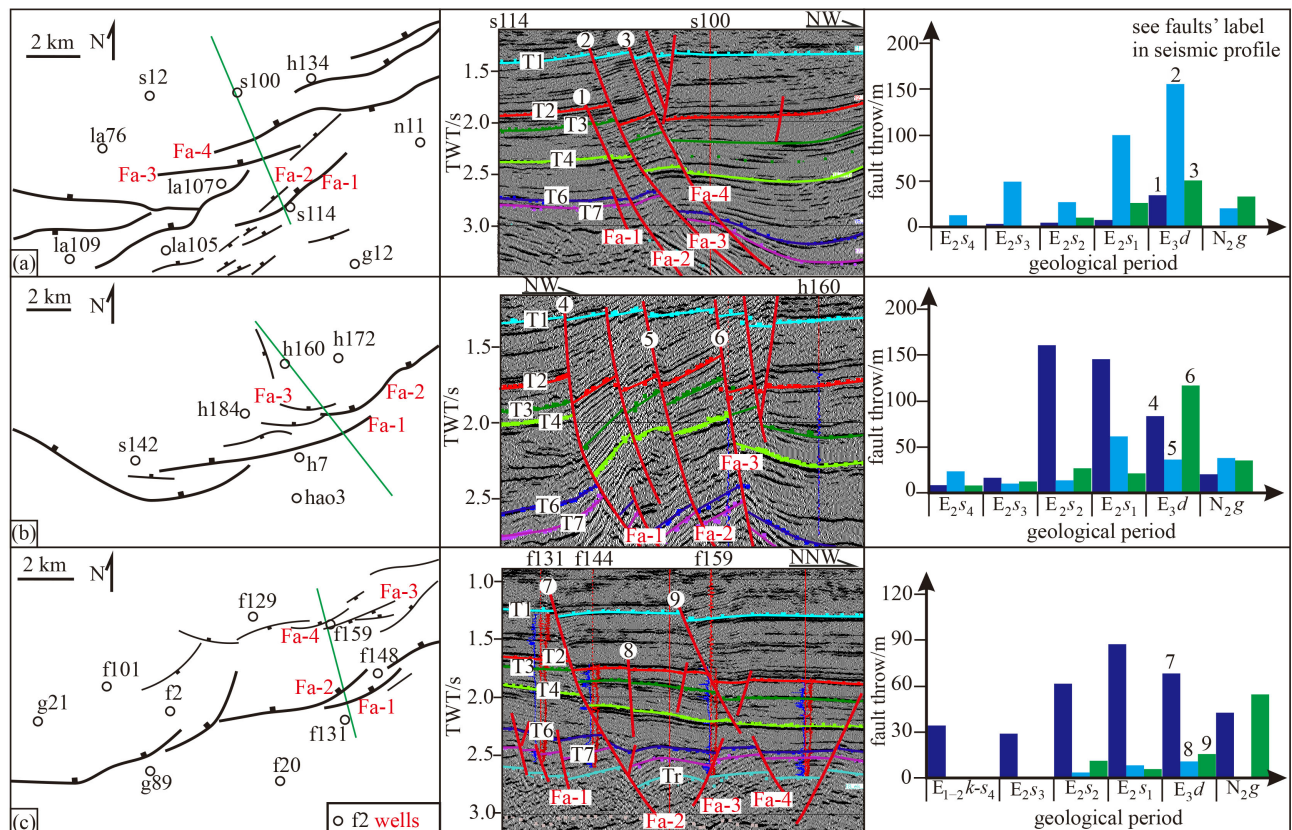 2 km N
s12
s100
h134
la76
n11
Fa-4
Fa-3
Fa-2
Fa-1
la107
s114
la109
la105
g12
(a)
s114 s100 NW
2 3
T1
1.5
1
T2
2.0
T3
T4
TWT/s
2.5
T6
T7
Fa-4
3.0
Fa-1
Fa-3
Fa-2
see faults' label
in seismic profile
200
150
100
50
0
fault throw/m
2
1 3
E2s4 E2s3 E2s2 E2s1 E3d N2g
geological period
2 km N
h160
h172
Fa-2
Fa-3
h184
Fa-1
s142
h7
hao3
(b)
NW h160
4
T1
1.5
5 6
T2
T3
2.0
T4
TWT/s
Fa-3
2.5
T6
T7
Fa-1 Fa-2
200
150
100
50
0
fault throw/m
6
4
5
E2s4 E2s3 E2s2 E2s1 E3d N2g
geological period
2 km N
f129
Fa-3
Fa-4
f159
f101
f148
f2
Fa-2
Fa-1
g21
f131
g89
f20
(c)
f2 wells
f131 f144 f159 NNW
1.0
7
9
T1
1.5
8
T2
T3
2.0
T4
TWT/s
T6
2.5
T7
Tr
Fa-1
Fa-3 Fa-4
3.0
Fa-2
120
90
60
30
0
fault throw/m
7
8 9
E1–2k-s4 E2s3 E2s2 E2s1 E3d N2g
geological period